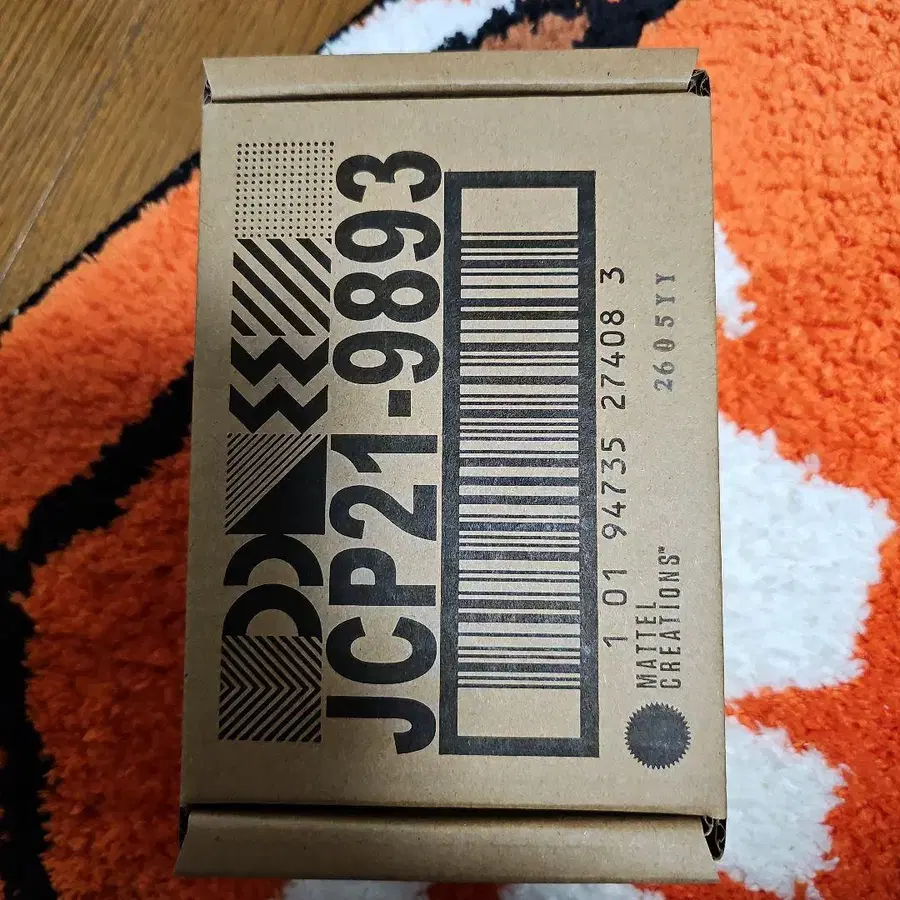 JCP21-9893
1 01 94735 27408 3
2605YY
MATTEL
CREATIONS™